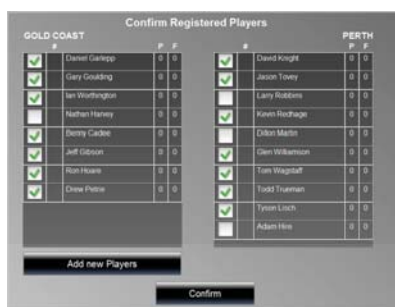 Confirm Registered Players
GOLD COAST
# P F
Daniel Garlepp 0 0
Gary Goulding 0 0
Ian Worthington 0 0
Nathan Harvey 0 0
Benny Cadee 0 0
Jeff Gibson 0 0
Ron Hoare 0 0
Drew Petrie 0 0
Add new Players
PERTH
# P F
David Knight 0 0
Jason Tovey 0 0
Larry Robbins 0 0
Kevin Redhage 0 0
Dillon Martin 0 0
Glen Williamson 0 0
Tom Wagstaff 0 0
Todd Trueman 0 0
Tyson Lisch 0 0
Adam Hire 0 0
Confirm